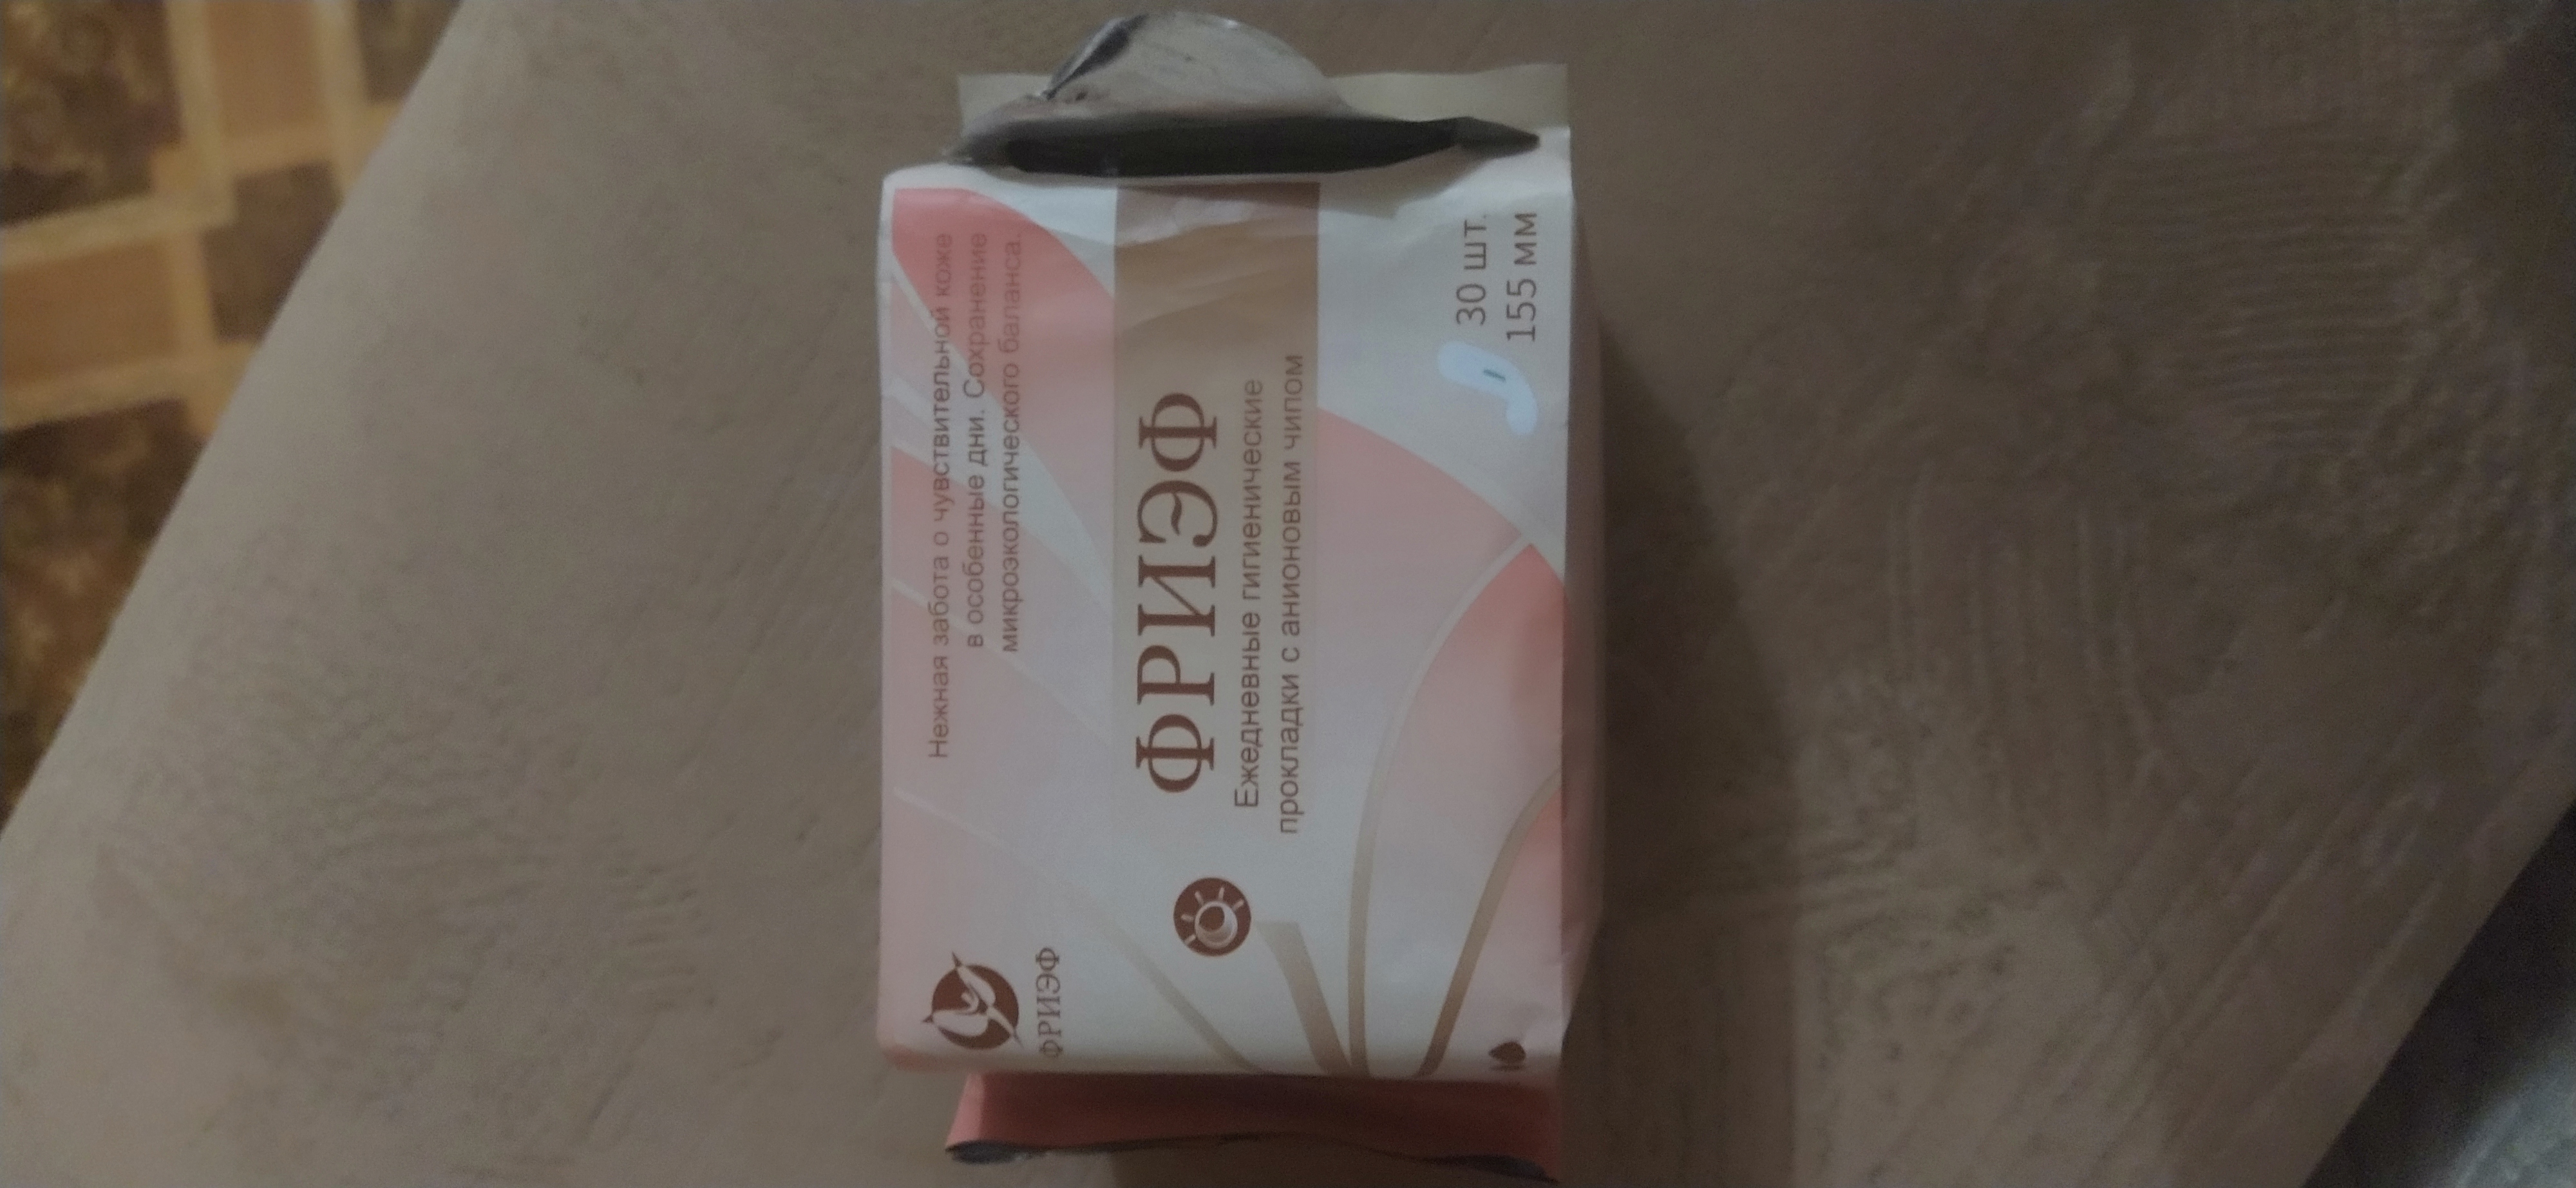 Нежная забота о чувствительной коже
в особенные дни. Сохранение
микроэкологического баланса.
ФРИЭФ
ФРИЭФ
Ежедневные гигиенические
прокладки с анионовым чипом
30 шт.
155 мм